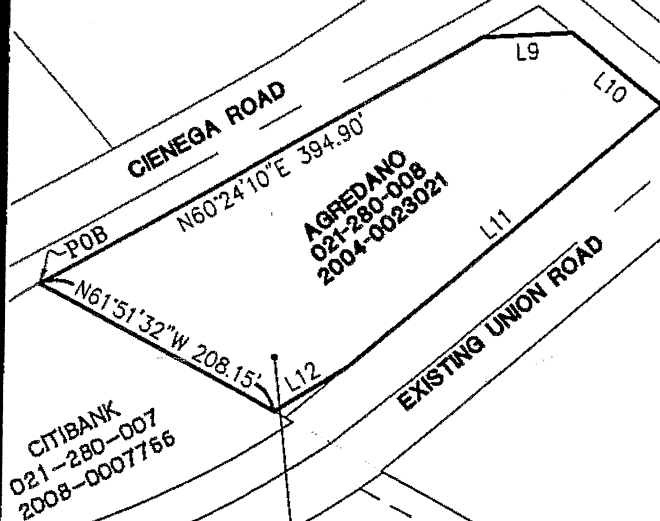 L9
L10
CIENEGA ROAD
N60°24'10"E 394.90'
AGREDANO
021-280-008
2004-0023021
L11
POB
N61°51'32"W 208.15'
L12
EXISTING UNION ROAD
CITIBANK
021-280-007
2008-0007766